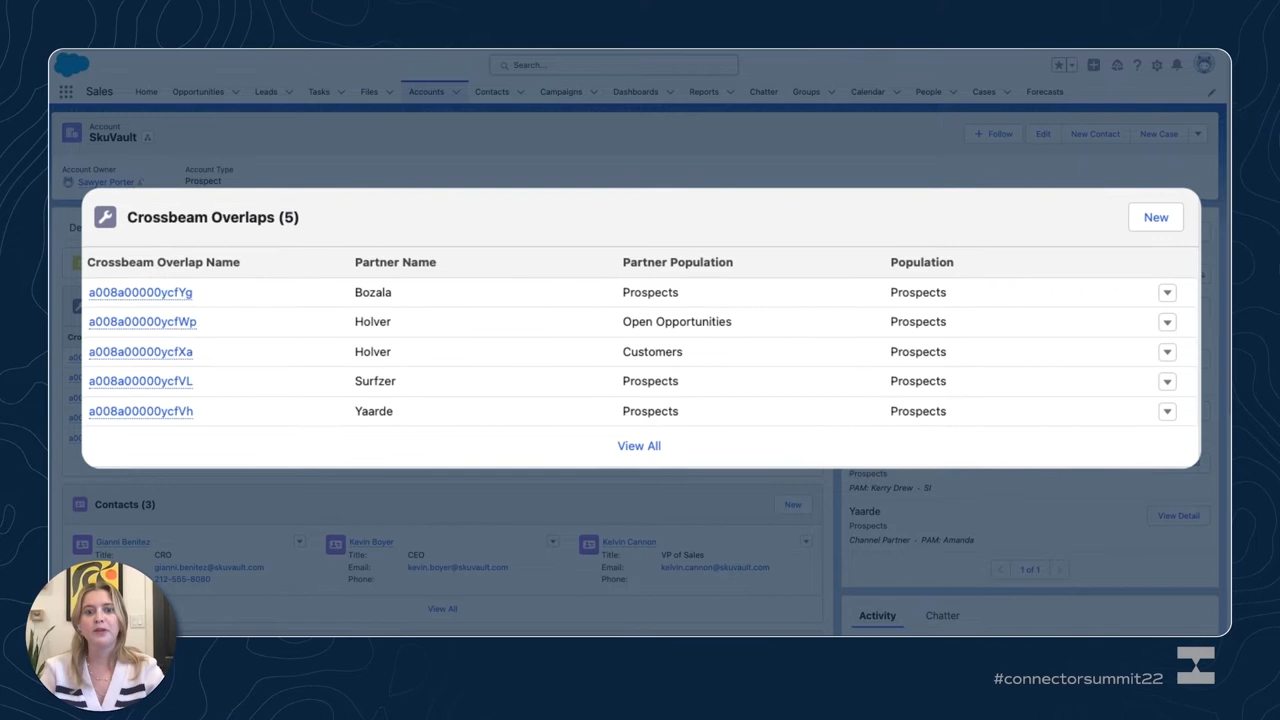 Search...
Sales Home Opportunities Leads Tasks Files Accounts Contacts Campaigns Dashboards Reports Chatter Groups Calendar People Cases Forecasts
Account
SkuVault
Follow Edit New Contact New Case
Account Owner Account Type
Sawyer Porter Prospect
De
Crossbeam Overlaps (5) New
Crossbeam Overlap Name Partner Name Partner Population Population
a008a00000ycfYg Bozala Prospects Prospects
a008a00000ycfWp Holver Open Opportunities Prospects
a008a00000ycfXa Holver Customers Prospects
a008a00000ycfVL Surfzer Prospects Prospects
a008a00000ycfVh Yaarde Prospects Prospects
View All
Prospects
PAM: Kerry Drew - SI
Yaarde View Detail
Prospects
Channel Partner - PAM: Amanda
1 of 1
Contacts (3) New
Gianni Benitez Kevin Boyer Kelvin Cannon
Title: CRO CEO Title: VP of Sales
Email: gianni.benitez@skuvault.com Email: kevin.boyer@skuvault.com Email: kelvin.cannon@skuvault.com
212-555-8080 Phone: Phone:
View All
Activity Chatter
#connectorsummit22